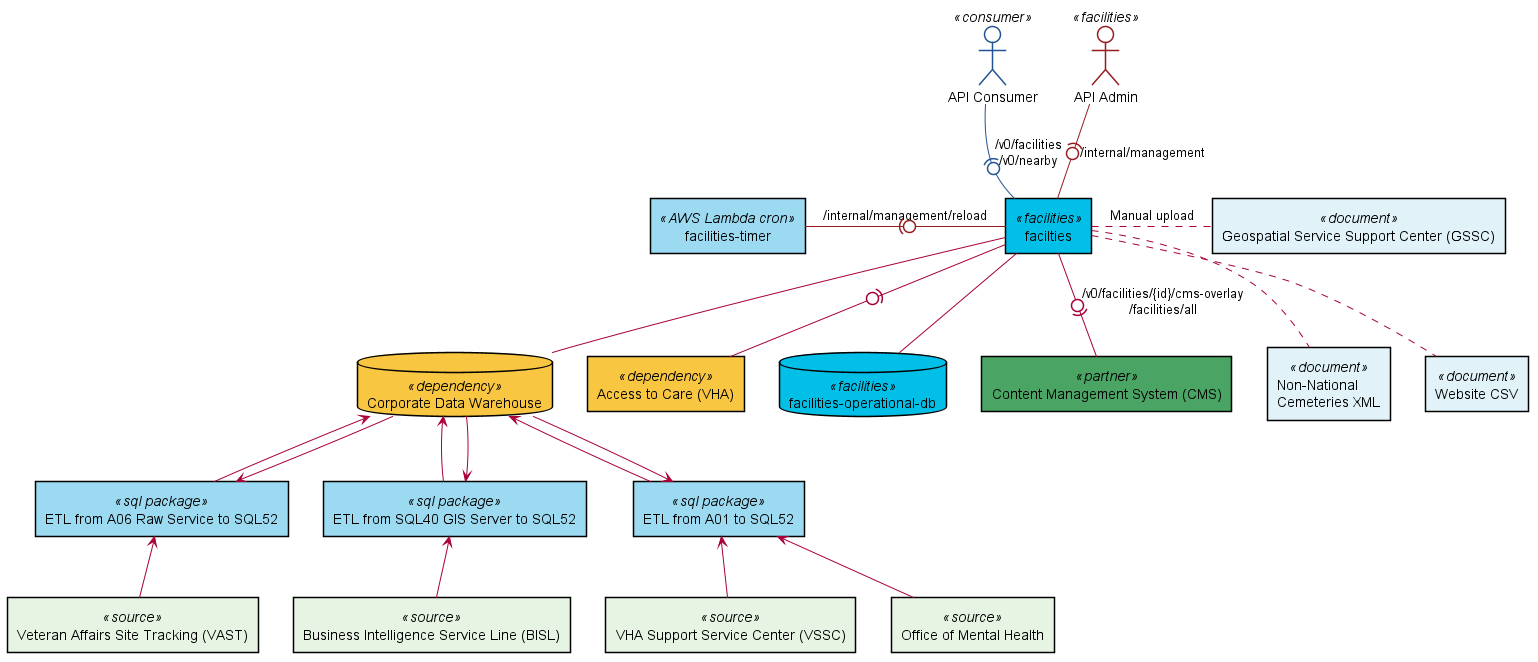 «consumer»
API Consumer
«facilities»
API Admin
/v0/facilities
/v0/nearby
/internal/management
«AWS Lambda cron»
facilities-timer
/internal/management/reload
«facilities»
facilties
Manual upload
«document»
Geospatial Service Support Center (GSSC)
/v0/facilities/{id}/cms-overlay
/facilities/all
«dependency»
Corporate Data Warehouse
«dependency»
Access to Care (VHA)
«facilities»
facilities-operational-db
«partner»
Content Management System (CMS)
«document»
Non-National
Cemeteries XML
«document»
Website CSV
«sql package»
ETL from A06 Raw Service to SQL52
«sql package»
ETL from SQL40 GIS Server to SQL52
«sql package»
ETL from A01 to SQL52
«source»
Veteran Affairs Site Tracking (VAST)
«source»
Business Intelligence Service Line (BISL)
«source»
VHA Support Service Center (VSSC)
«source»
Office of Mental Health